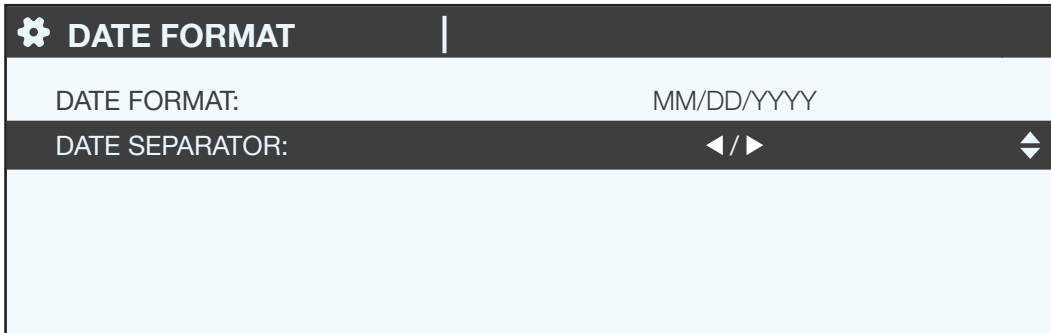 DATE FORMAT
DATE FORMAT: MM/DD/YYYY
DATE SEPARATOR: /